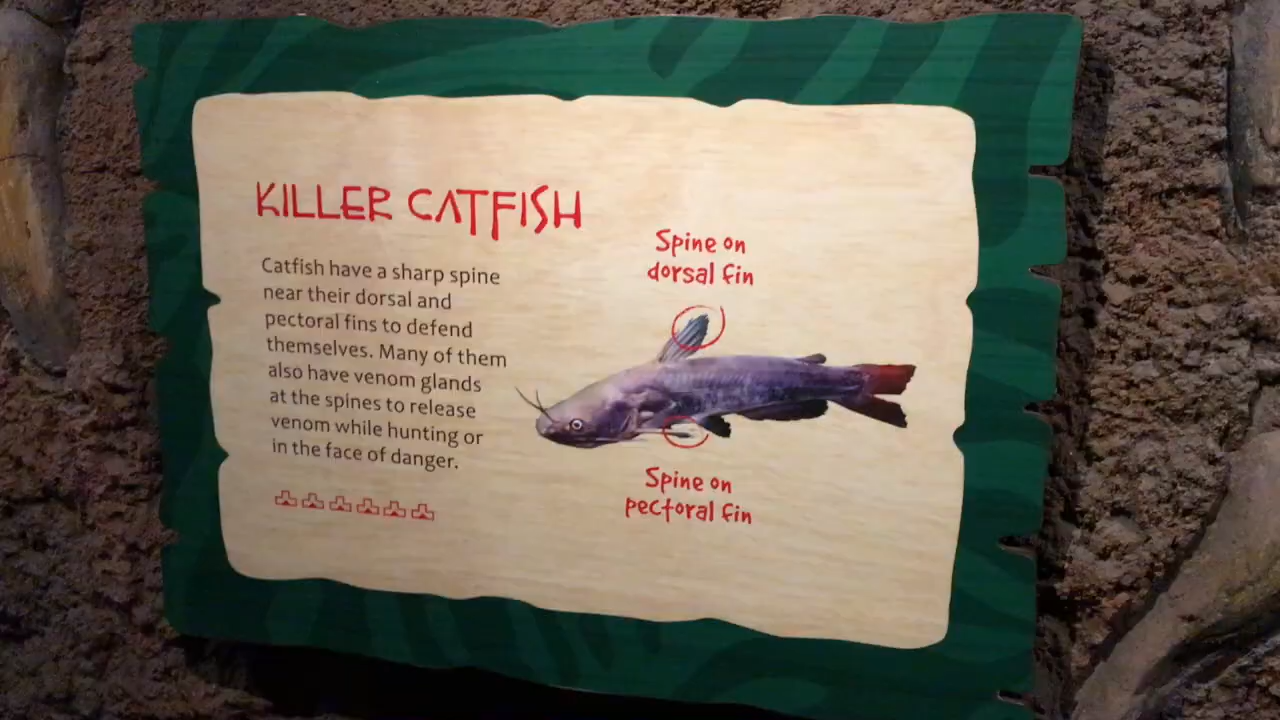 KILLER CATFISH
Catfish have a sharp spine
near their dorsal and
pectoral fins to defend
themselves. Many of them
also have venom glands
at the spines to release
venom while hunting or
in the face of danger.
Spine on
dorsal fin
Spine on
pectoral fin